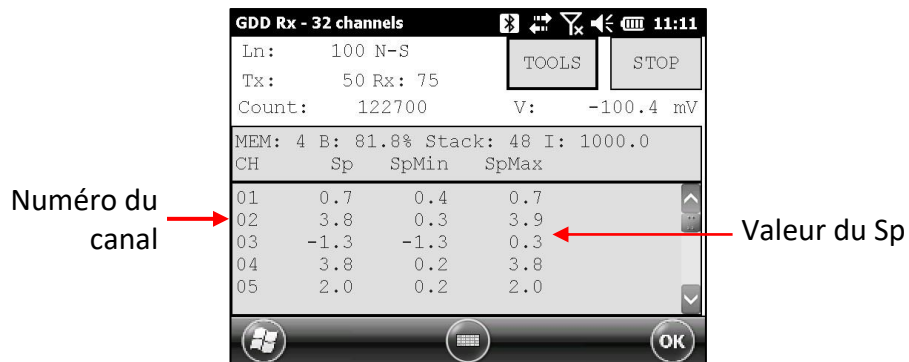 GDD Rx - 32 channels 11:11
Ln: 100 N-S
TOOLS STOP
Tx: 50 Rx: 75
Count: 122700 V: -100.4 mV
MEM: 4 B: 81.8% Stack: 48 I: 1000.0
CH Sp SpMin SpMax
01 0.7 0.4 0.7
02 3.8 0.3 3.9
03 -1.3 -1.3 0.3
04 3.8 0.2 3.8
05 2.0 0.2 2.0
OK
Numéro du
canal
Valeur du Sp